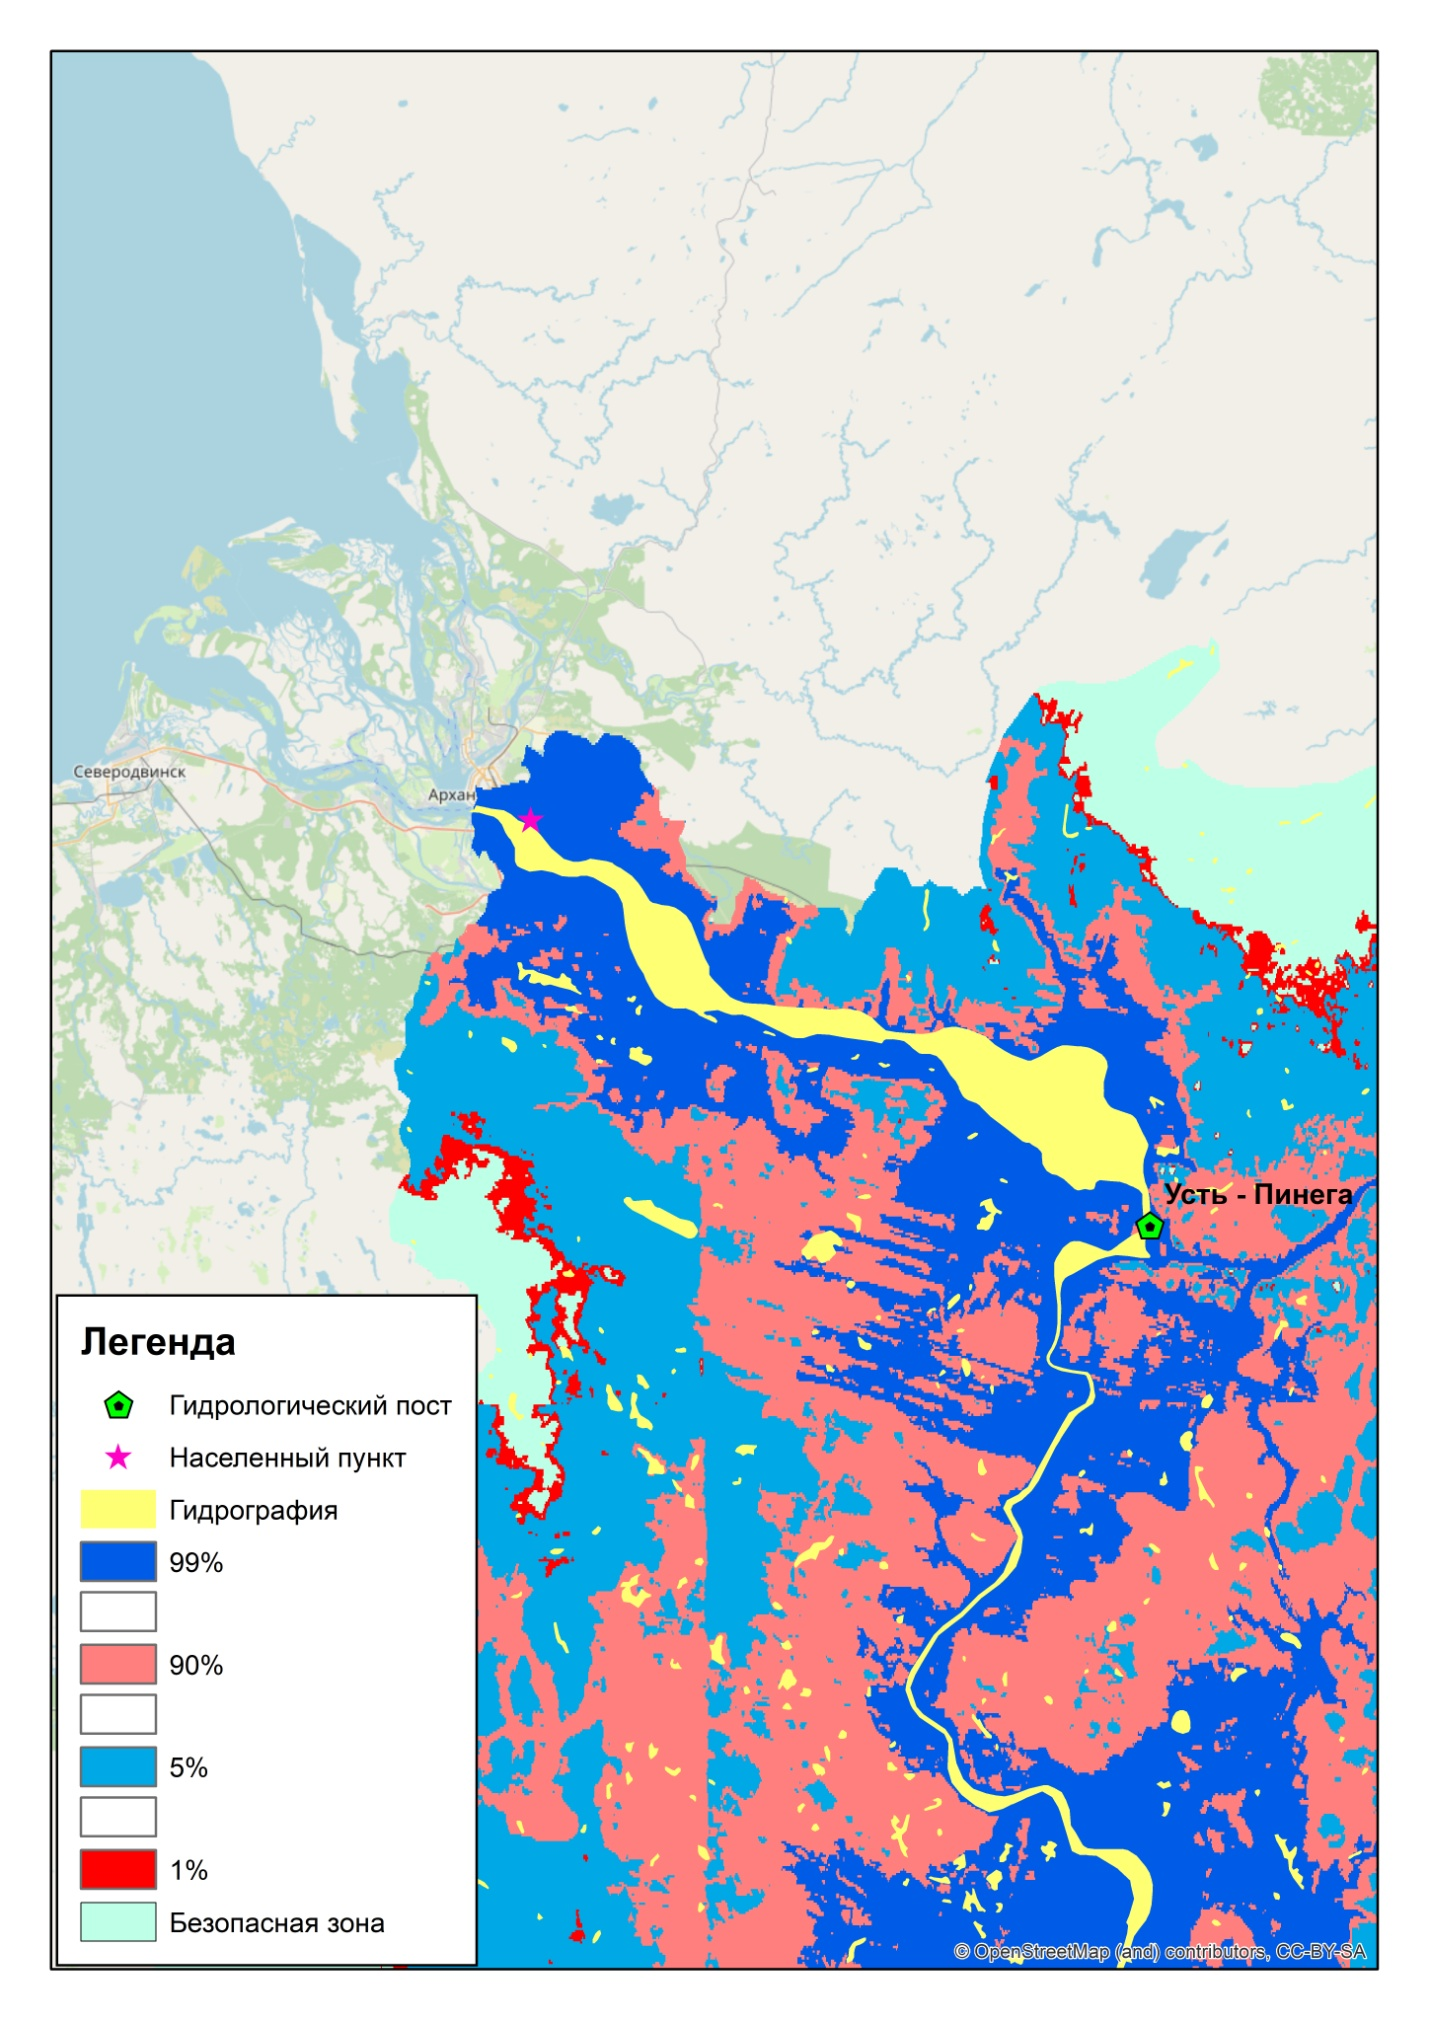 Северодвинск
Архан
Усть - Пинега
Легенда
Гидрологический пост
Населенный пункт
Гидрография
99%
90%
5%
1%
Безопасная зона
© OpenStreetMap (and) contributors, CC-BY-SA